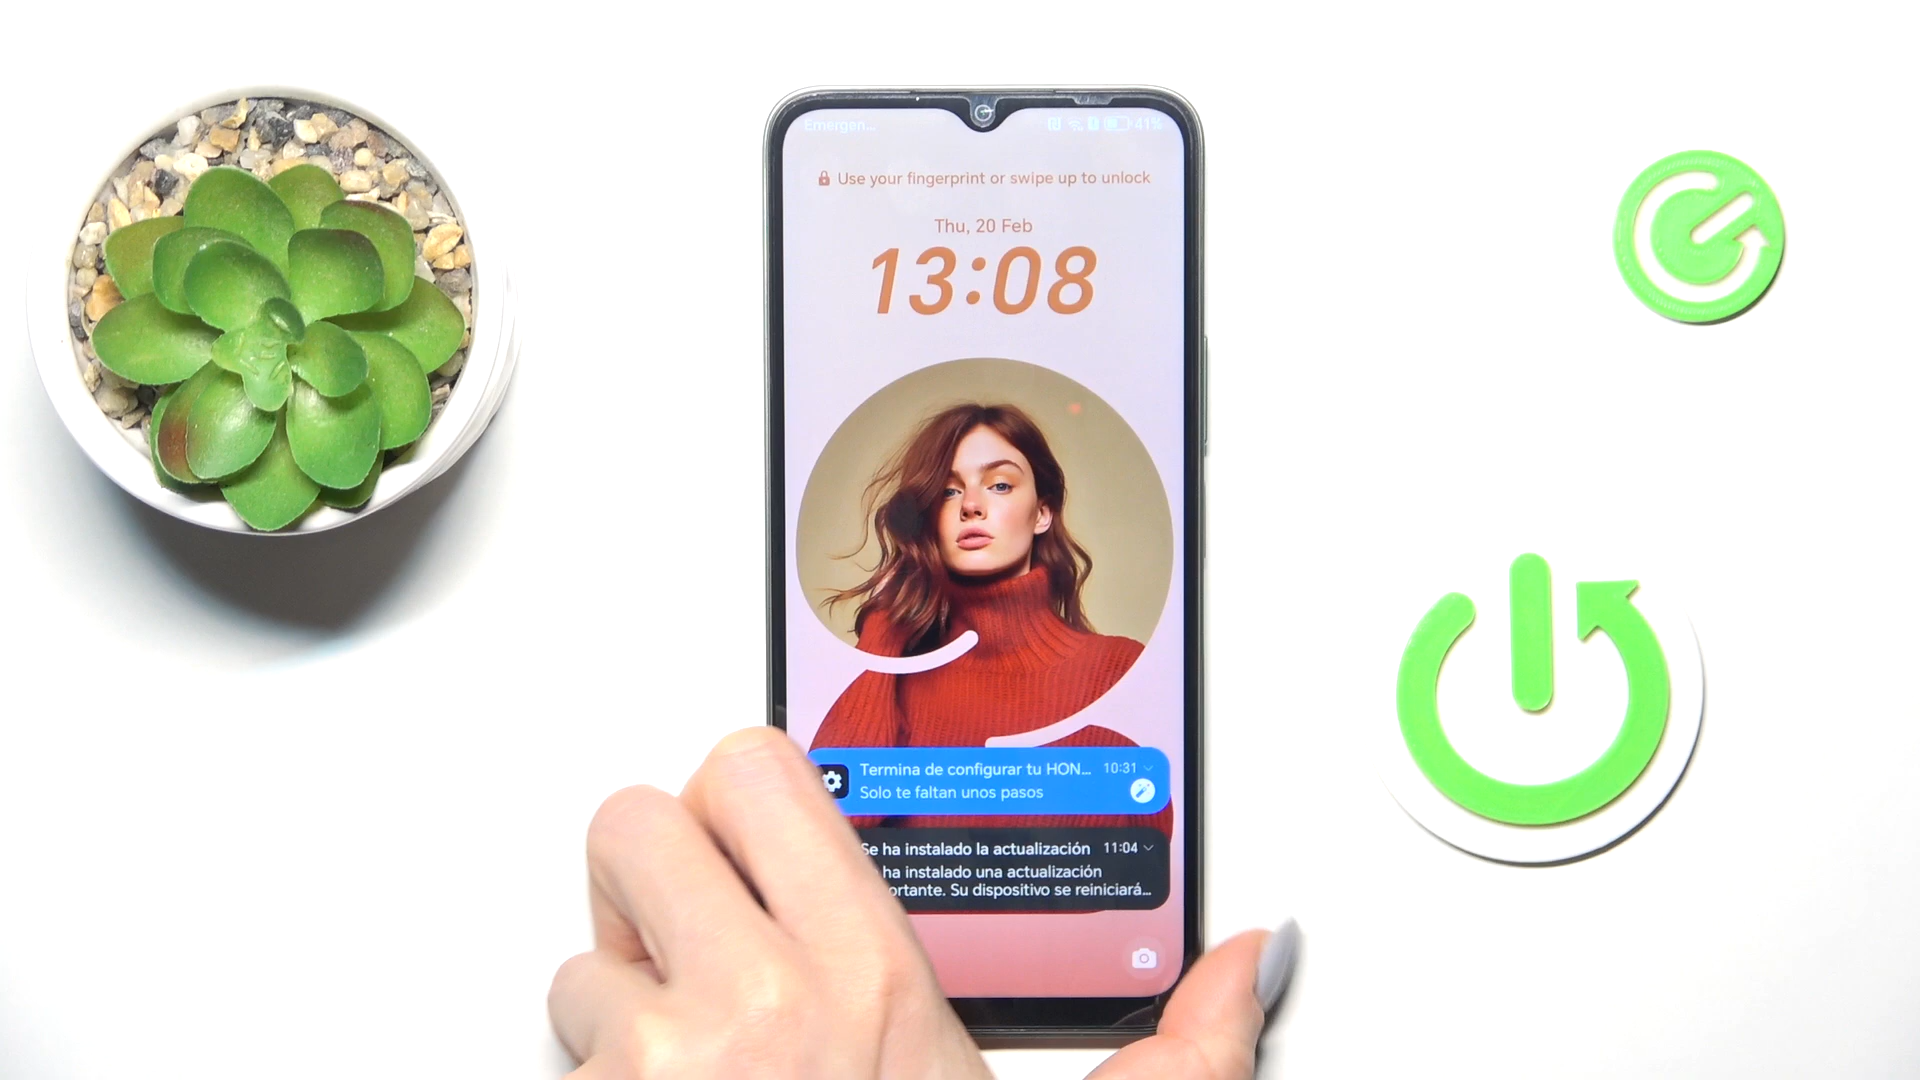 Emergen...
41%
Use your fingerprint or swipe up to unlock
Thu, 20 Feb
13:08
Termina de configurar tu HON... 10:31
Solo te faltan unos pasos
Se ha instalado la actualización 11:04
ha instalado una actualización
ortante. Su dispositivo se reiniciará...